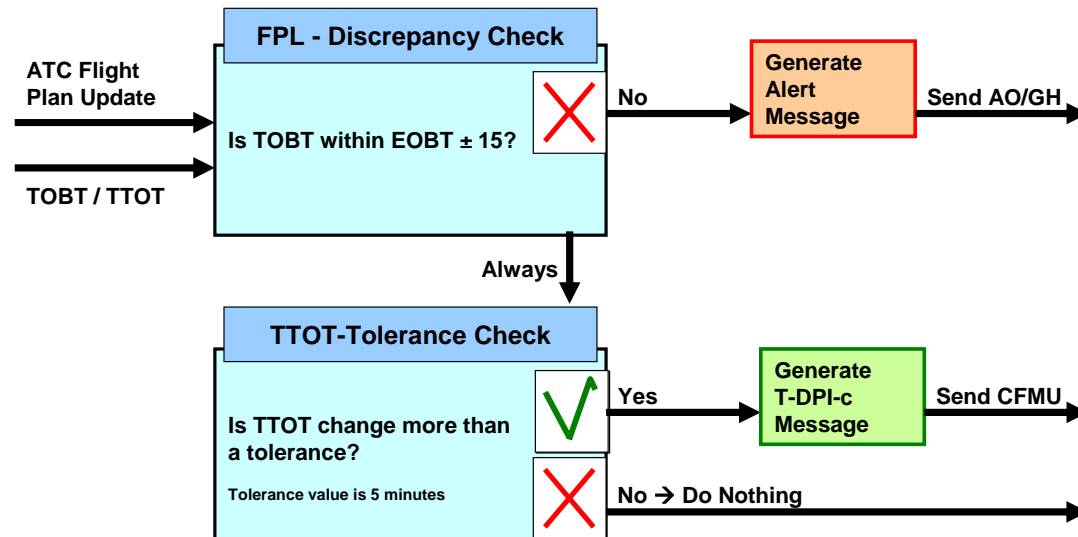 FPL - Discrepancy Check
ATC Flight
Plan Update
TOBT / TTOT
Is TOBT within EOBT ± 15?
No
Generate
Alert
Message
Send AO/GH
Always
TTOT-Tolerance Check
Is TTOT change more than
a tolerance?
Tolerance value is 5 minutes
Yes
Generate
T-DPI-c
Message
Send CFMU
No → Do Nothing